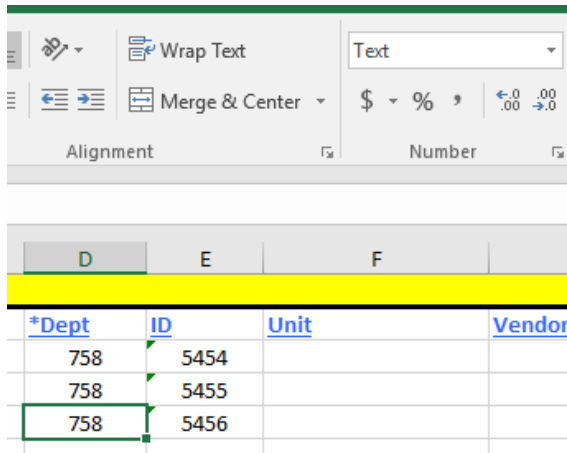 Wrap Text
Text
Merge & Center
$ % , .0 .00 .00 .0
Alignment
Number
D E F
*Dept ID Unit Vendor
758 5454
758 5455
758 5456